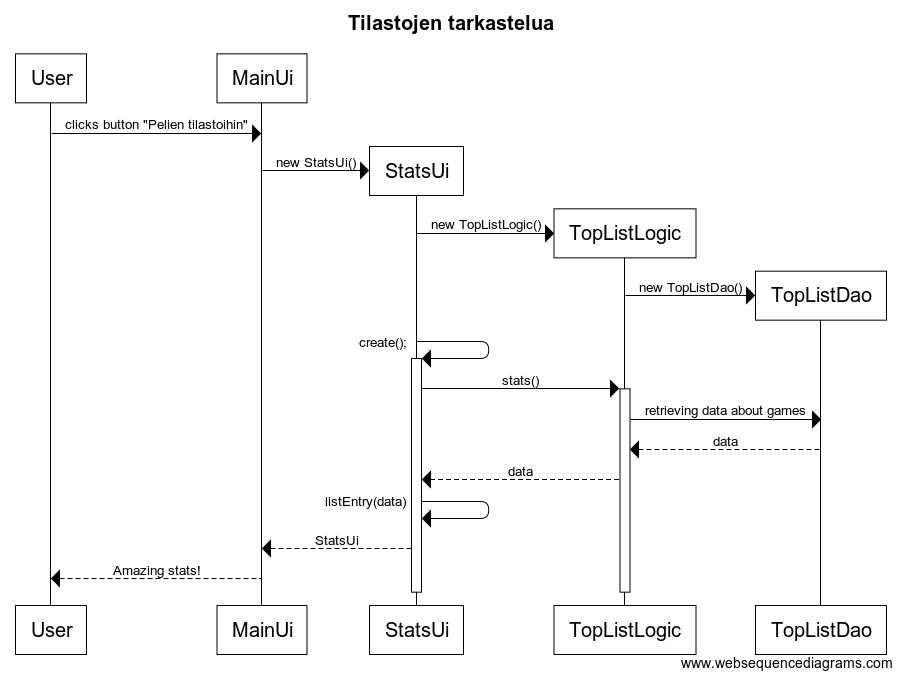 Tilastojen tarkastelua
User
MainUi
clicks button "Pelien tilastoihin"
new StatsUi()
StatsUi
new TopListLogic()
TopListLogic
new TopListDao()
TopListDao
create();
stats()
retrieving data about games
data
data
listEntry(data)
StatsUi
Amazing stats!
User
MainUi
StatsUi
TopListLogic
TopListDao
www.websequencediagrams.com